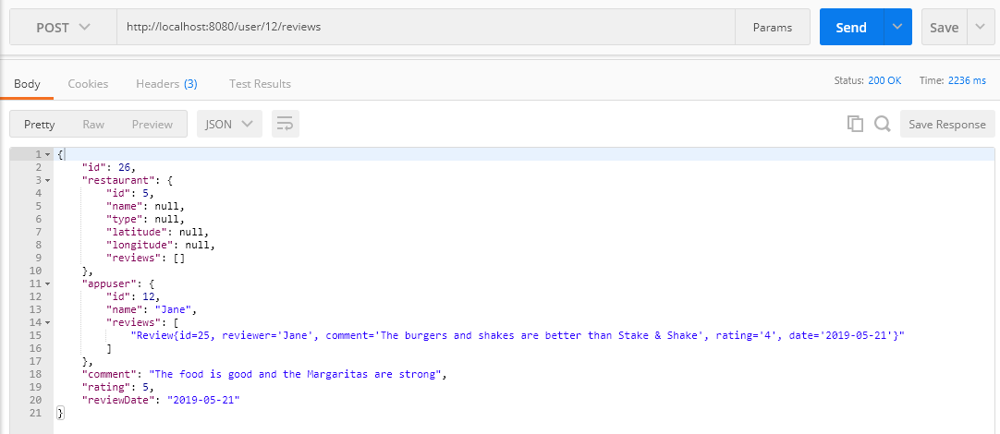 POST http://localhost:8080/user/12/reviews Params Send Save
Body Cookies Headers (3) Test Results Status: 200 OK Time: 2236 ms
Pretty Raw Preview JSON Save Response
1 {
2 "id": 26,
3 "restaurant": {
4 "id": 5,
5 "name": null,
6 "type": null,
7 "latitude": null,
8 "longitude": null,
9 "reviews": []
10 },
11 "appuser": {
12 "id": 12,
13 "name": "Jane",
14 "reviews": [
15 "Review{id=25, reviewer='Jane', comment='The burgers and shakes are better than Stake & Shake', rating='4', date='2019-05-21'}"
16 ]
17 },
18 "comment": "The food is good and the Margaritas are strong",
19 "rating": 5,
20 "reviewDate": "2019-05-21"
21 }